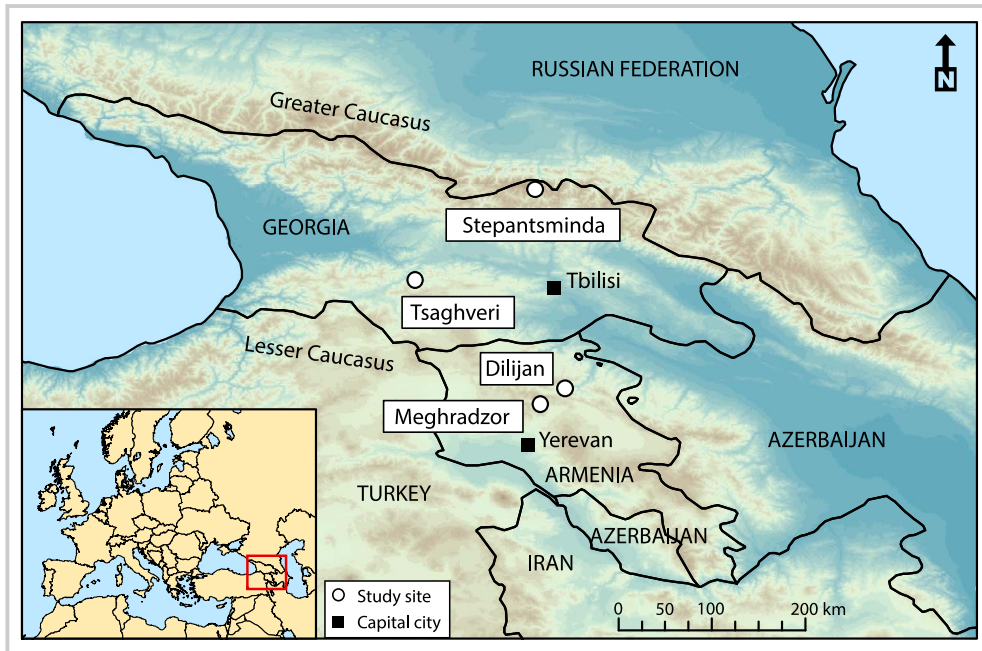 RUSSIAN FEDERATION
N
Greater Caucasus
Stepantsminda
GEORGIA
Tbilisi
Tsaghveri
Lesser Caucasus
Dilijan
Meghradzor
Yerevan
AZERBAIJAN
ARMENIA
TURKEY
AZERBAIJAN
IRAN
Study site
Capital city
0 50 100 200 km